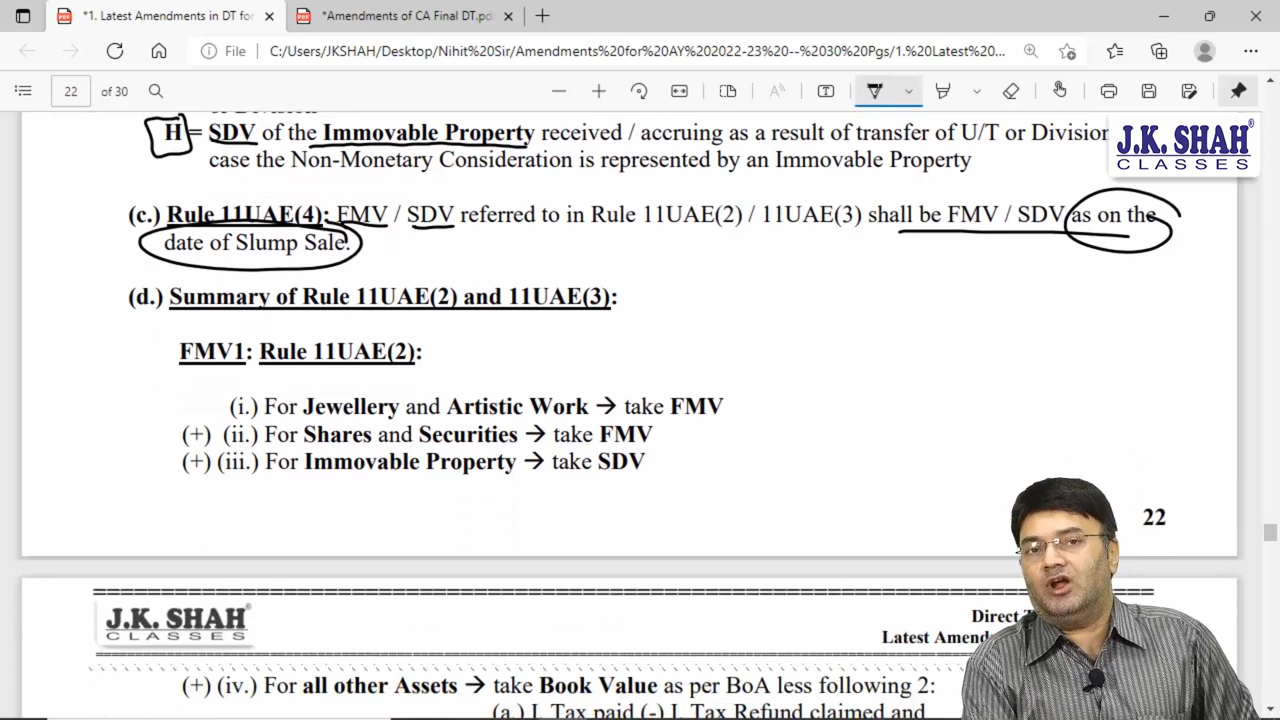 *1. Latest Amendments in DT for
*Amendments of CA Final DT.pdf
File C:/Users/JKSHAH/Desktop/Nihit%20Sir/Amendments%20for%20AY%202022-23%20--%2030%20Pgs/1.%20Latest%20...
22 of 30
J.K. SHAH
CLASSES
H = SDV of the Immovable Property received / accruing as a result of transfer of U/T or Division
case the Non-Monetary Consideration is represented by an Immovable Property
(c.) Rule 11UAE(4): FMV / SDV referred to in Rule 11UAE(2) / 11UAE(3) shall be FMV / SDV as on the
date of Slump Sale.
(d.) Summary of Rule 11UAE(2) and 11UAE(3):
FMV1: Rule 11UAE(2):
(i.) For Jewellery and Artistic Work → take FMV
(+) (ii.) For Shares and Securities → take FMV
(+) (iii.) For Immovable Property → take SDV
22
J.K. SHAH
CLASSES
Direct
Latest
(+) (iv.) For all other Assets → take Book Value as per BoA less following 2:
(a.) I. Tax paid (-) I. Tax Refund claimed and